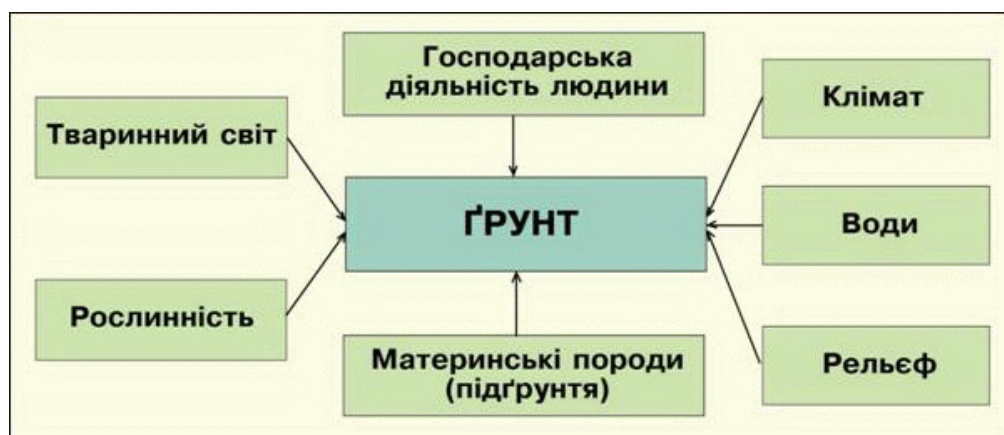 Господарська
діяльність людини
Клімат
Тваринний світ
ҐРУНТ
Води
Рослинність
Материнські породи
(підґрунтя)
Рельєф